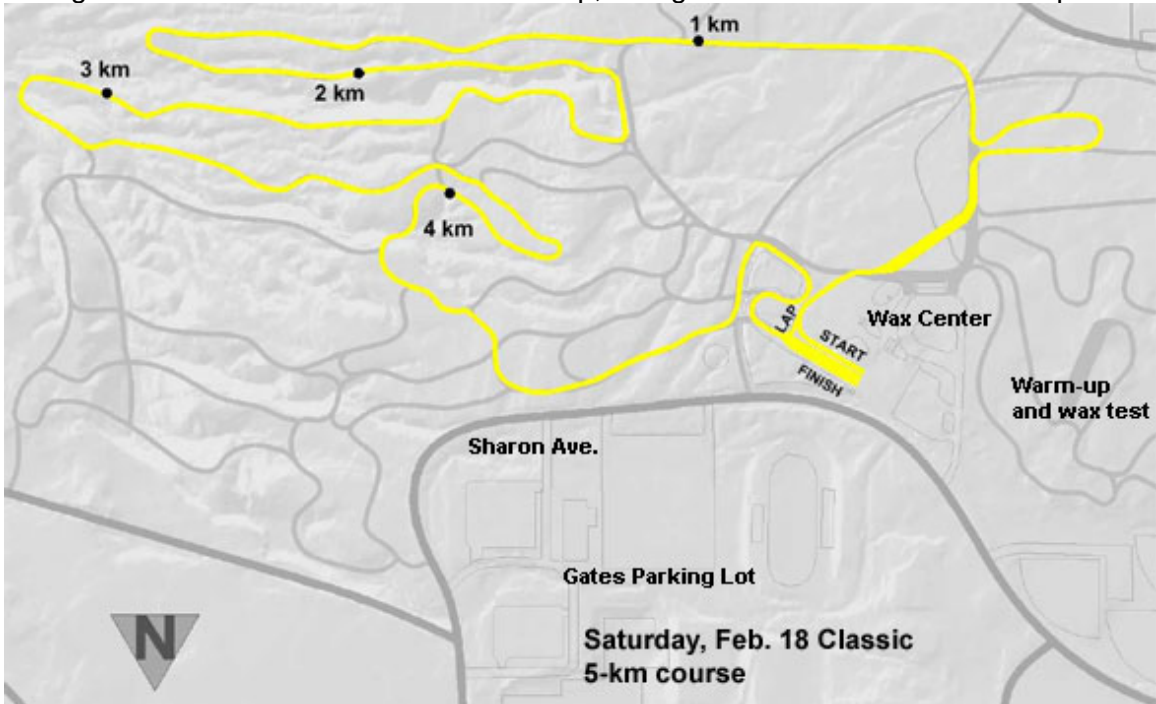 1 km
3 km
2 km
4 km
LAP
START
FINISH
Wax Center
Warm-up
and wax test
Sharon Ave.
Gates Parking Lot
N
Saturday, Feb. 18 Classic
5-km course